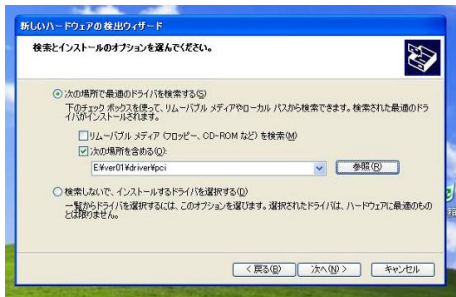 新しいハードウェアの検出ウィザード
検索とインストールのオプションを選んでください。
次の場所で最適のドライバを検索する(S)
下のチェック ボックスを使って、リムーバブル メディアやローカル パスから検索できます。検索された最適のドラ
イバがインストールされます。
リムーバブル メディア (フロッピー、CD-ROM など) を検索(M)
次の場所を含める(O):
E:¥ver01¥driver¥pci
参照(R)
検索しないで、インストールするドライバを選択する(D)
一覧からドライバを選択するには、このオプションを選びます。選択されたドライバは、ハードウェアに最適のもの
とは限りません。
< 戻る(B)
次へ(N) >
キャンセル